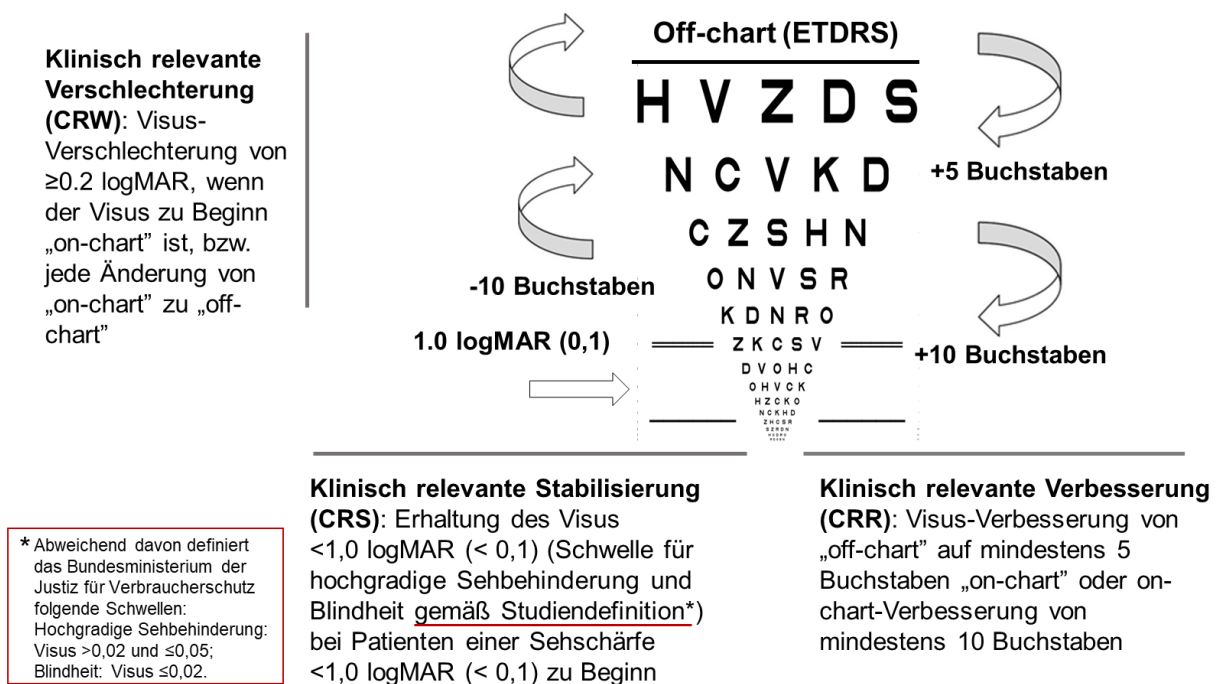 Klinisch relevante
Verschlechterung
(CRW): Visus-
Verschlechterung von
≥0.2 logMAR, wenn
der Visus zu Beginn
„on-chart” ist, bzw.
jede Änderung von
„on-chart” zu „off-
chart”
Off-chart (ETDRS)
H V Z D S
N C V K D
+5 Buchstaben
C Z S H N
O N V S R
-10 Buchstaben
K D N R O
1.0 logMAR (0,1)
Z K C S V
+10 Buchstaben
D V O H C
O H V C K
H Z C K O
N C K H D
Z H C S R
S Z R D N
Klinisch relevante Stabilisierung
(CRS): Erhaltung des Visus
<1,0 logMAR (< 0,1) (Schwelle für
hochgradige Sehbehinderung und
Blindheit gemäß Studiendefinition*)
bei Patienten einer Sehschärfe
<1,0 logMAR (< 0,1) zu Beginn
Klinisch relevante Verbesserung
(CRR): Visus-Verbesserung von
„off-chart” auf mindestens 5
Buchstaben „on-chart” oder on-
chart-Verbesserung von
mindestens 10 Buchstaben
* Abweichend davon definiert
das Bundesministerium der
Justiz für Verbraucherschutz
folgende Schwellen:
Hochgradige Sehbehinderung:
Visus >0,02 und ≤0,05;
Blindheit: Visus ≤0,02.